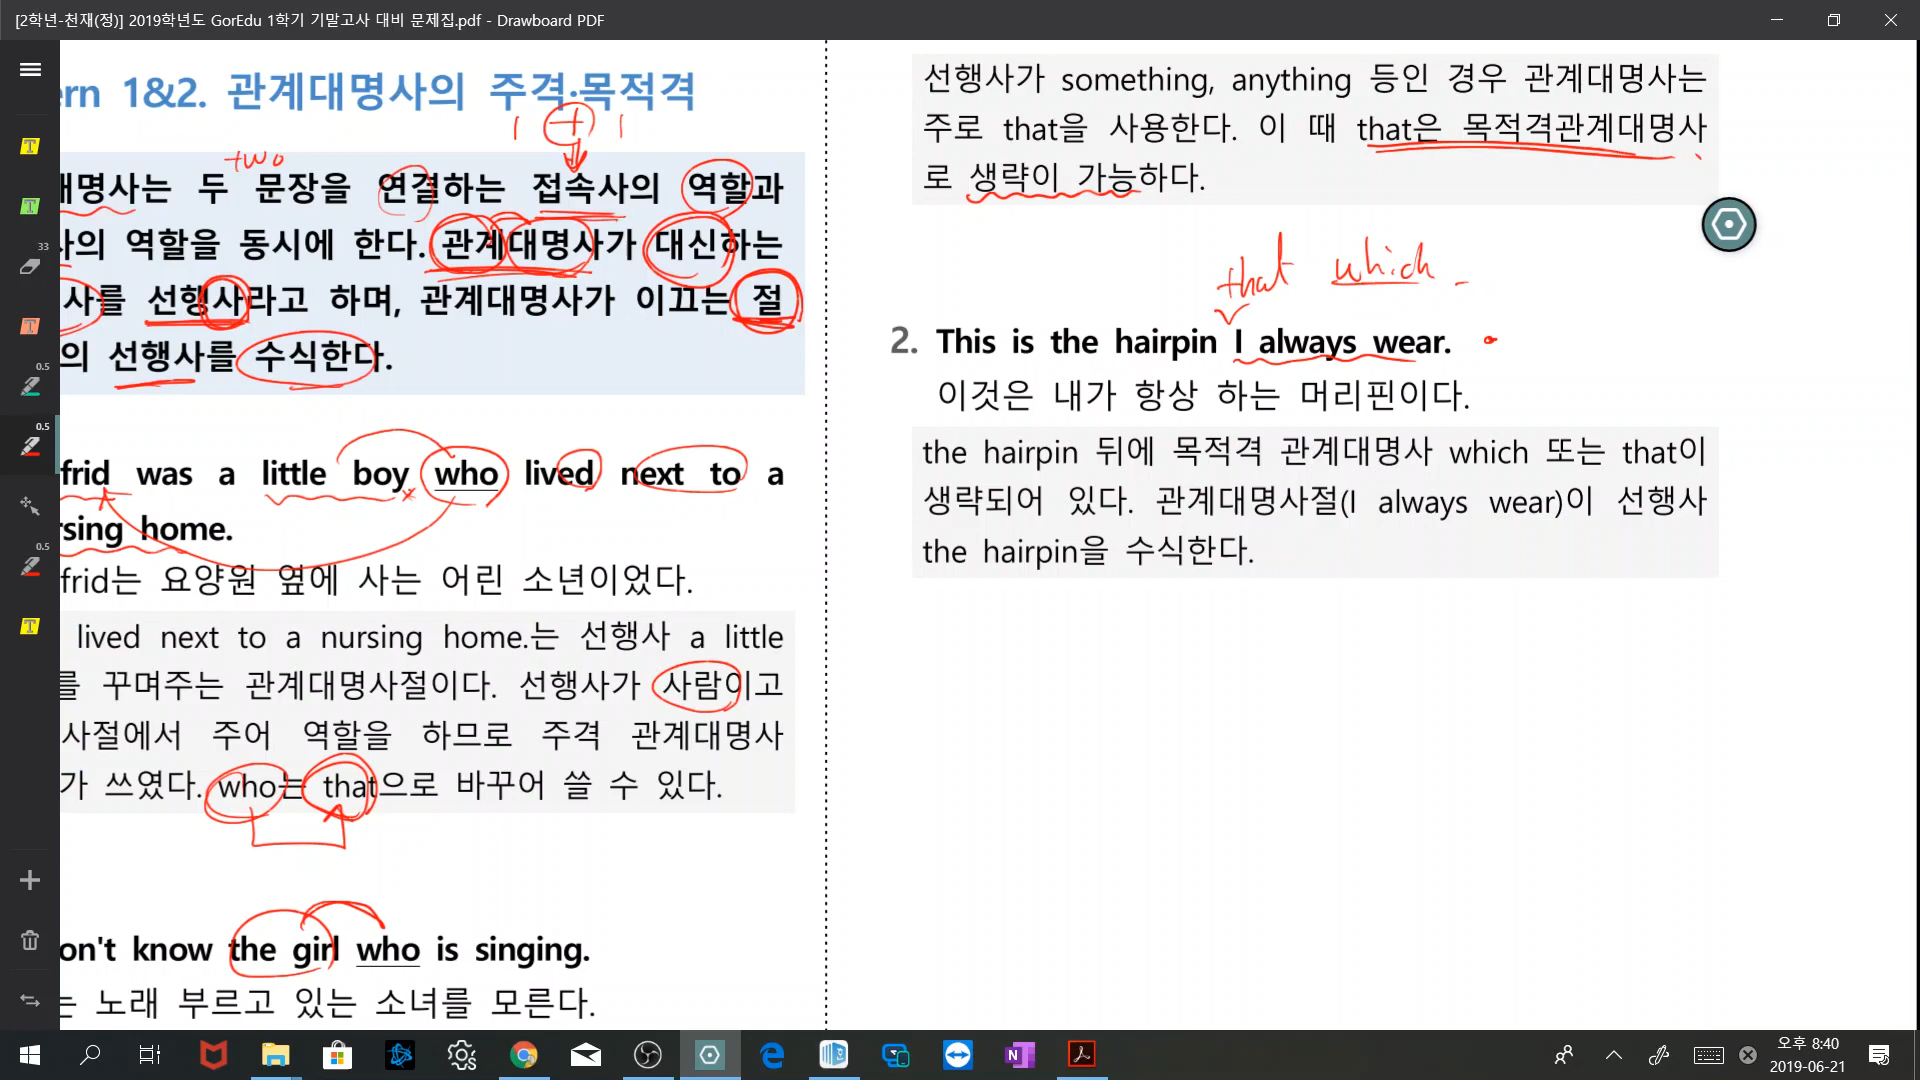 [2학년-천재(정)] 2019학년도 GorEdu 1학기 기말고사 대비 문제집.pdf - Drawboard PDF
ern 1&2. 관계대명사의 주격·목적격
1 + 1
two
대명사는 두 문장을 연결하는 접속사의 역할과
사의 역할을 동시에 한다. 관계대명사가 대신하는
사를 선행사라고 하며, 관계대명사가 이끄는 절
의 선행사를 수식한다.
frid was a little boy who lived next to a
rsing home.
frid는 요양원 옆에 사는 어린 소년이었다.
lived next to a nursing home.는 선행사 a little
를 꾸며주는 관계대명사절이다. 선행사가 사람이고
사절에서 주어 역할을 하므로 주격 관계대명사
가 쓰였다. who는 that으로 바꾸어 쓸 수 있다.
on't know the girl who is singing.
는 노래 부르고 있는 소녀를 모른다.
선행사가 something, anything 등인 경우 관계대명사는
주로 that을 사용한다. 이 때 that은 목적격관계대명사
로 생략이 가능하다.
that which
2. This is the hairpin I always wear.
이것은 내가 항상 하는 머리핀이다.
the hairpin 뒤에 목적격 관계대명사 which 또는 that이
생략되어 있다. 관계대명사절(I always wear)이 선행사
the hairpin을 수식한다.
33
0.5
0.5
0.5
오후 8:40
2019-06-21